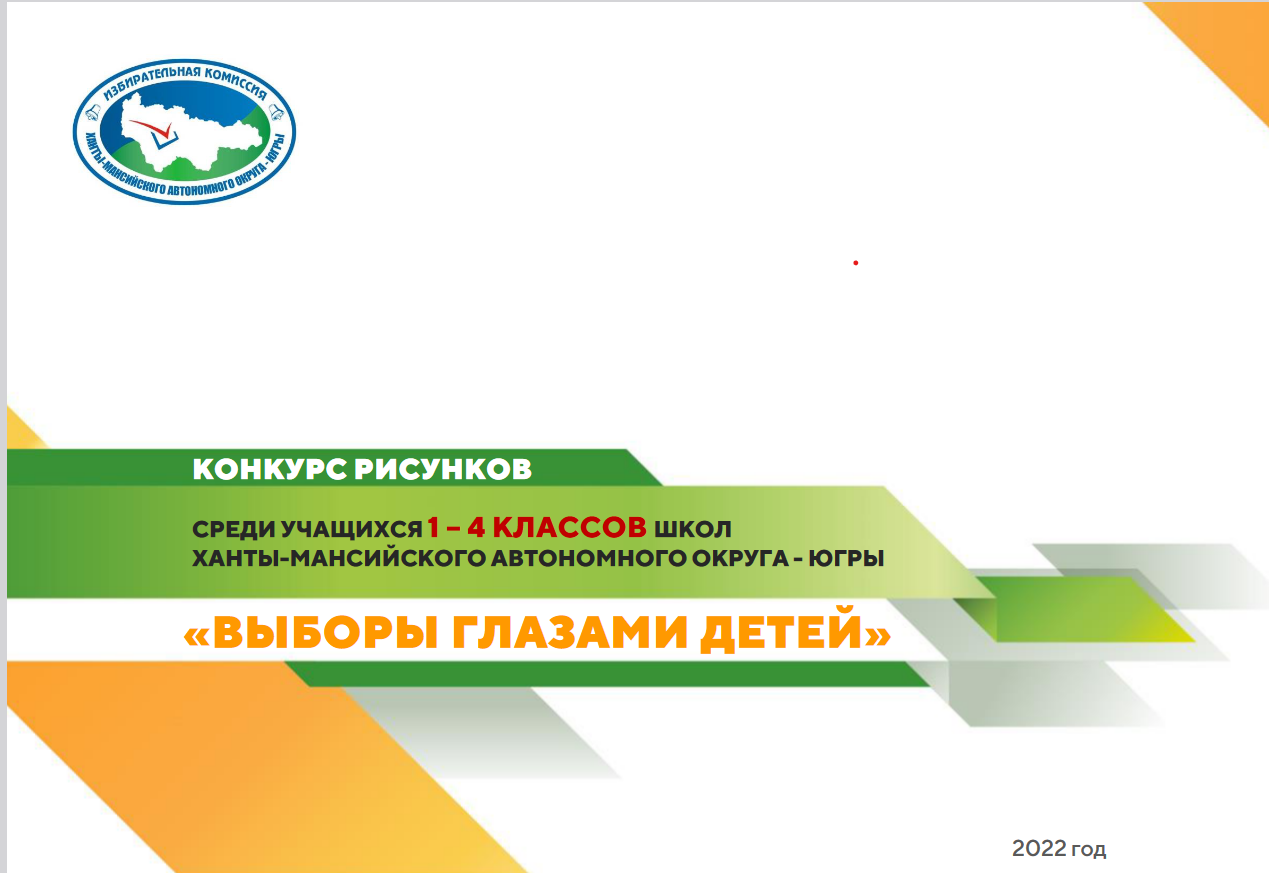 ИЗБИРАТЕЛЬНАЯ КОМИССИЯ
ХАНТЫ-МАНСИЙСКОГО АВТОНОМНОГО ОКРУГА - ЮГРЫ
КОНКУРС РИСУНКОВ
СРЕДИ УЧАЩИХСЯ 1 – 4 КЛАССОВ ШКОЛ
ХАНТЫ-МАНСИЙСКОГО АВТОНОМНОГО ОКРУГА - ЮГРЫ
«ВЫБОРЫ ГЛАЗАМИ ДЕТЕЙ»
2022 год